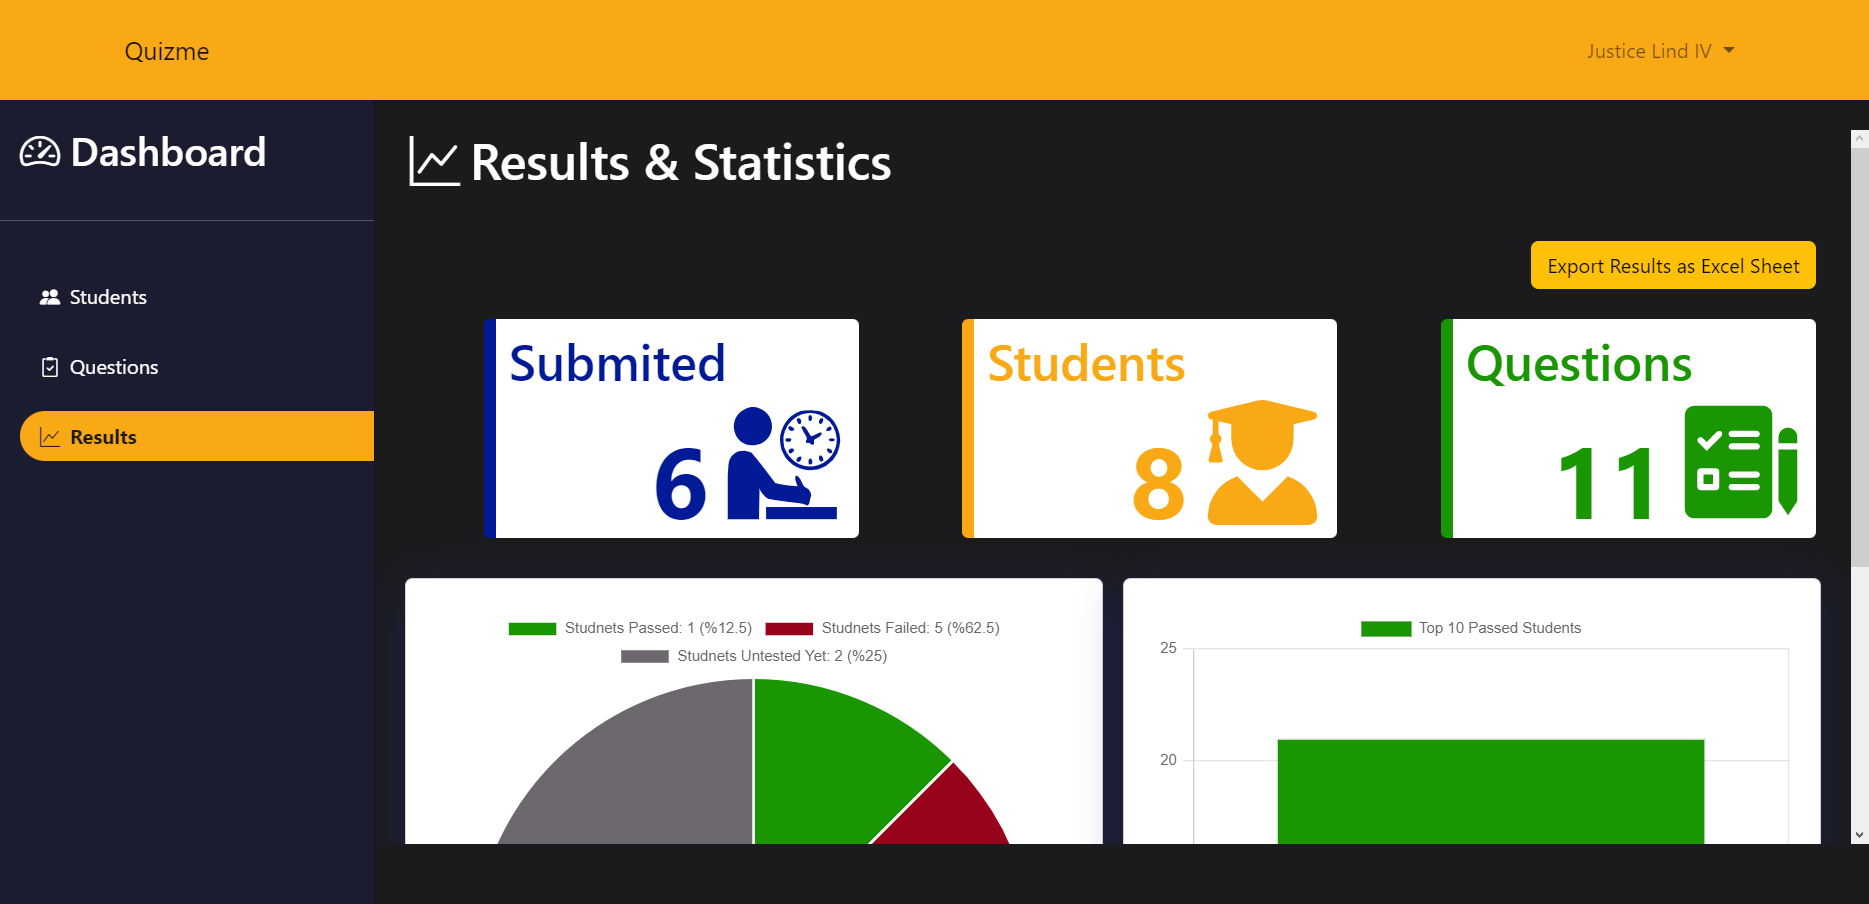 Quizme
Justice Lind IV
Dashboard
Students
Questions
Results
Results & Statistics
Export Results as Excel Sheet
Submited
6
Students
8
Questions
11
Studnets Passed: 1 (%12.5)
Studnets Failed: 5 (%62.5)
Studnets Untested Yet: 2 (%25)
Top 10 Passed Students
25
20